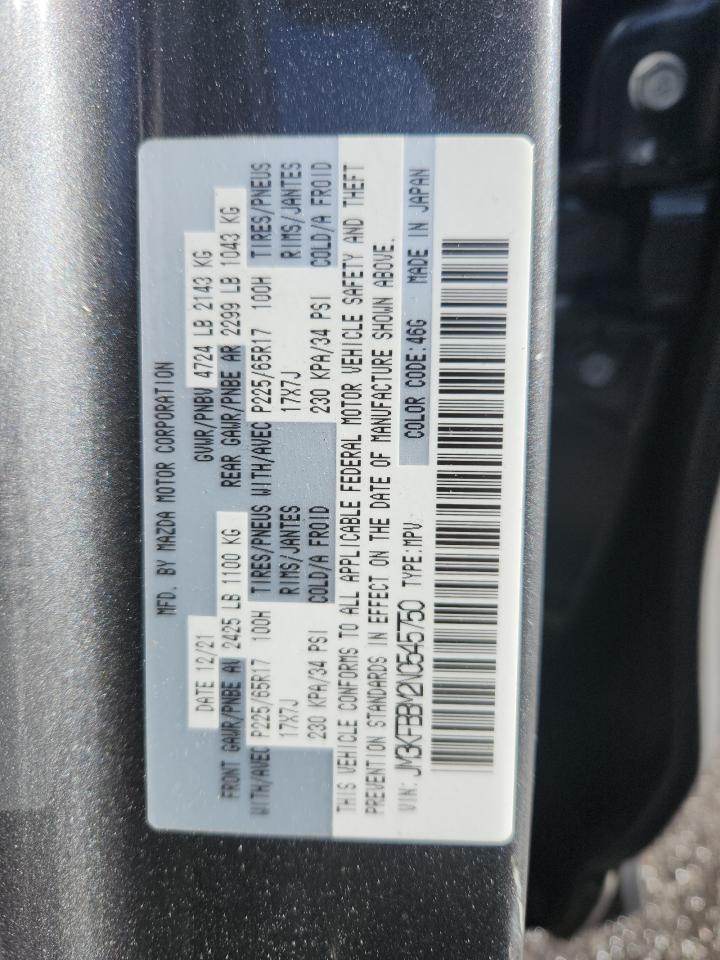 MFD. BY MAZDA MOTOR CORPORATION
DATE 12/21 GVWR/PNBV 4724 LB 2143 KG
FRONT GAWR/PNBE AV 2425 LB 1100 KG REAR GAWR/PNBE AR 2299 LB 1043 KG
WITH/AVEC P225/65R17 100H TIRES/PNEUS WITH/AVEC P225/65R17 100H TIRES/PNEUS
17X7J RIMS/JANTES 17X7J RIMS/JANTES
230 KPA/34 PSI COLD/A FROID 230 KPA/34 PSI COLD/A FROID
THIS VEHICLE CONFORMS TO ALL APPLICABLE FEDERAL MOTOR VEHICLE SAFETY AND THEFT
PREVENTION STANDARDS IN EFFECT ON THE DATE OF MANUFACTURE SHOWN ABOVE.
VIN: JM3KFBBM2N0545750 TYPE:MPV COLOR CODE:46G MADE IN JAPAN